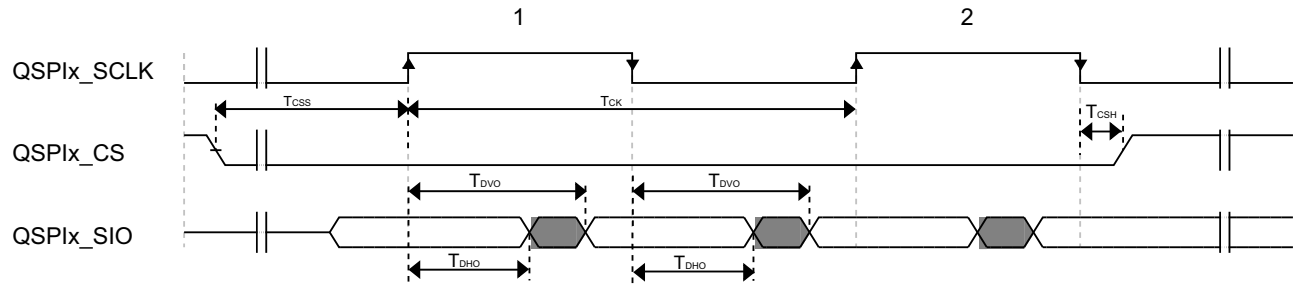 1 2
QSPIx_SCLK
TCSS TCK
TCSH
QSPIx_CS
TDVO TDVO
QSPIx_SIO
TDHO TDHO